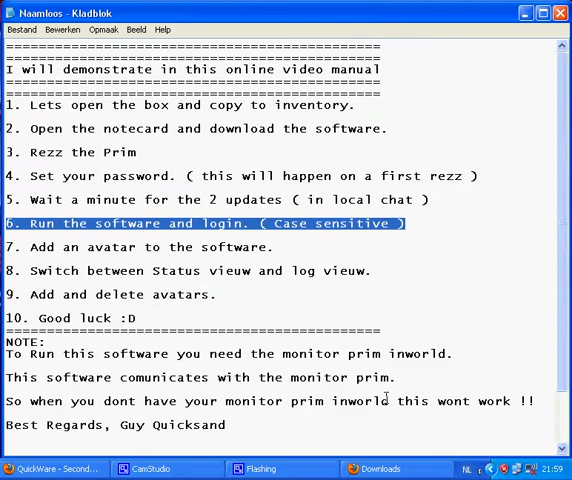 Naamloos - Kladblok
Bestand Bewerken Opmaak Beeld Help
=============================================
=============================================
I will demonstrate in this online video manual
=============================================
=============================================
1. Lets open the box and copy to inventory.
2. Open the notecard and download the software.
3. Rezz the Prim
4. Set your password. ( this will happen on a first rezz )
5. Wait a minute for the 2 updates ( in local chat )
6. Run the software and login. ( Case sensitive )
7. Add an avatar to the software.
8. Switch between Status vieuw and log vieuw.
9. Add and delete avatars.
10. Good luck :D
=============================================
NOTE:
To Run this software you need the monitor prim inworld.
This software comunicates with the monitor prim.
So when you dont have your monitor prim inworld this wont work !!
Best Regards, Guy Quicksand
QuickWare - Second... CamStudio Flashing Downloads NL 21:59